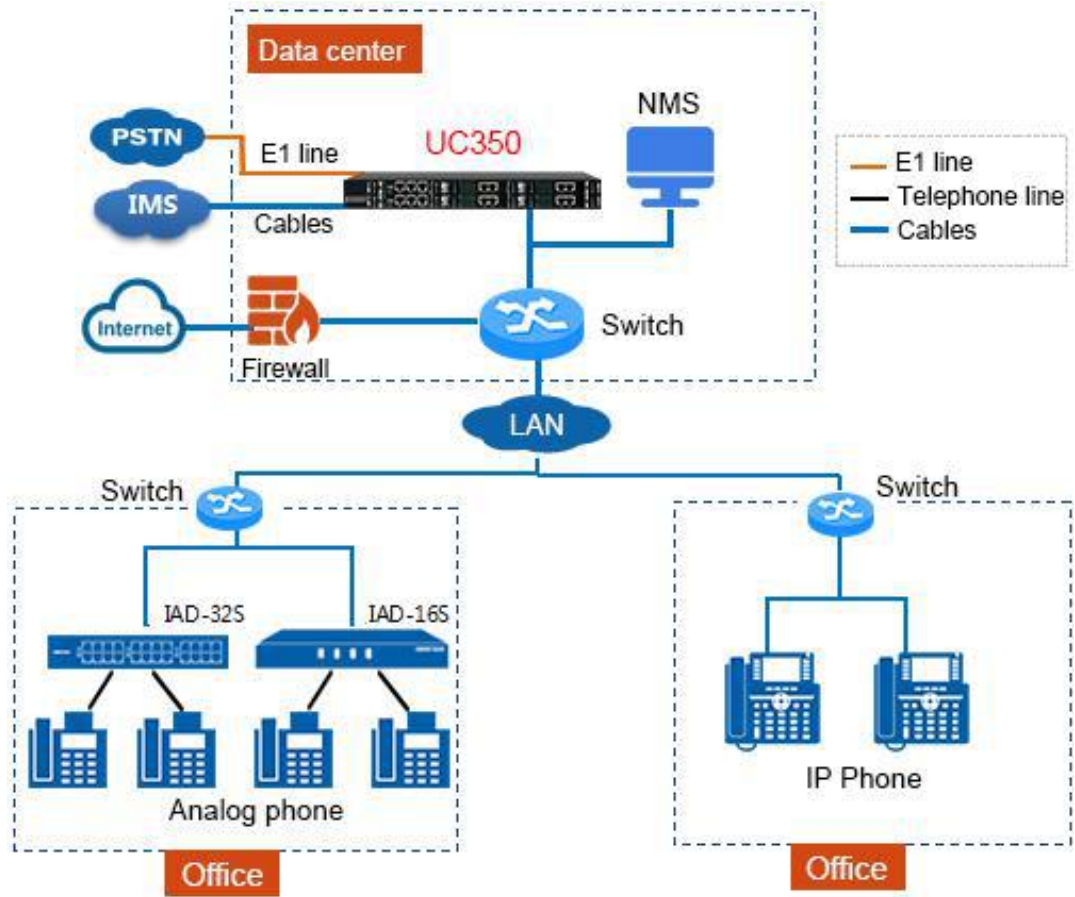 Data center
NMS
PSTN
UC350
E1 line
E1 line
Telephone line
IMS
Cables
Cables
Internet
Switch
Firewall
LAN
Switch
Switch
IAD-32S
IAD-16S
Analog phone
IP Phone
Office
Office